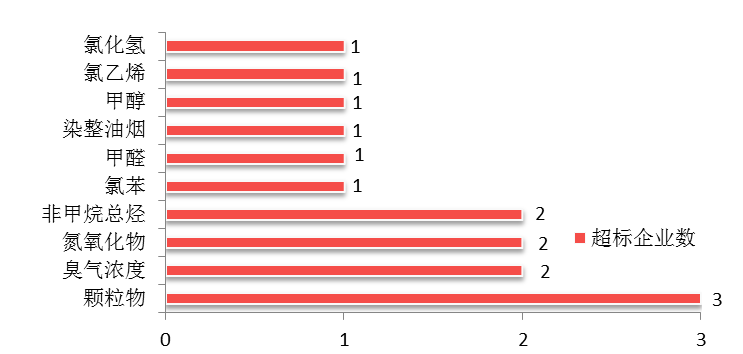 氯化氢 1
氯乙烯 1
甲醇 1
染整油烟 1
甲醛 1
氯苯 1
非甲烷总烃 2
氮氧化物 2
超标企业数
臭气浓度 2
颗粒物 3
0 1 2 3